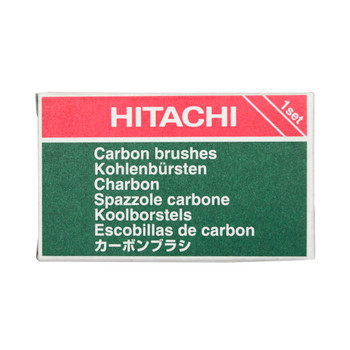 HITACHI
1 set
Carbon brushes
Kohlenbürsten
Charbon
Spazzole carbone
Koolborstels
Escobillas de carbon
カーボンブラシ